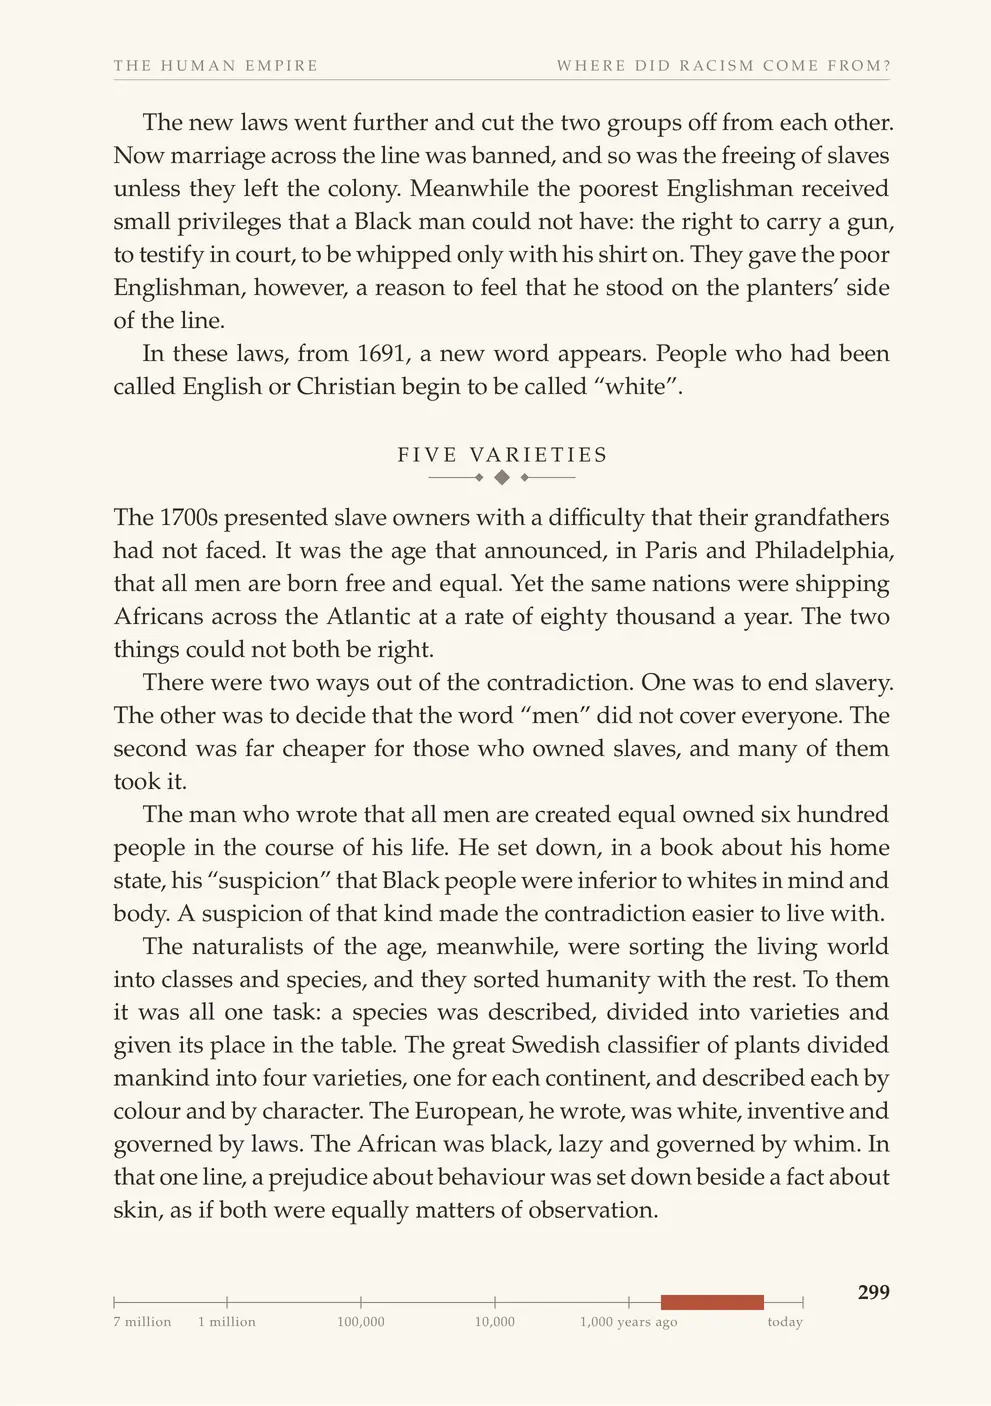 THE HUMAN EMPIRE
WHERE DID RACISM COME FROM?
The new laws went further and cut the two groups off from each other.
Now marriage across the line was banned, and so was the freeing of slaves
unless they left the colony. Meanwhile the poorest Englishman received
small privileges that a Black man could not have: the right to carry a gun,
to testify in court, to be whipped only with his shirt on. They gave the poor
Englishman, however, a reason to feel that he stood on the planters’ side
of the line.
In these laws, from 1691, a new word appears. People who had been
called English or Christian begin to be called “white”.
FIVE VARIETIES
The 1700s presented slave owners with a difficulty that their grandfathers
had not faced. It was the age that announced, in Paris and Philadelphia,
that all men are born free and equal. Yet the same nations were shipping
Africans across the Atlantic at a rate of eighty thousand a year. The two
things could not both be right.
There were two ways out of the contradiction. One was to end slavery.
The other was to decide that the word “men” did not cover everyone. The
second was far cheaper for those who owned slaves, and many of them
took it.
The man who wrote that all men are created equal owned six hundred
people in the course of his life. He set down, in a book about his home
state, his “suspicion” that Black people were inferior to whites in mind and
body. A suspicion of that kind made the contradiction easier to live with.
The naturalists of the age, meanwhile, were sorting the living world
into classes and species, and they sorted humanity with the rest. To them
it was all one task: a species was described, divided into varieties and
given its place in the table. The great Swedish classifier of plants divided
mankind into four varieties, one for each continent, and described each by
colour and by character. The European, he wrote, was white, inventive and
governed by laws. The African was black, lazy and governed by whim. In
that one line, a prejudice about behaviour was set down beside a fact about
skin, as if both were equally matters of observation.
299
7 million 1 million 100,000 10,000 1,000 years ago today